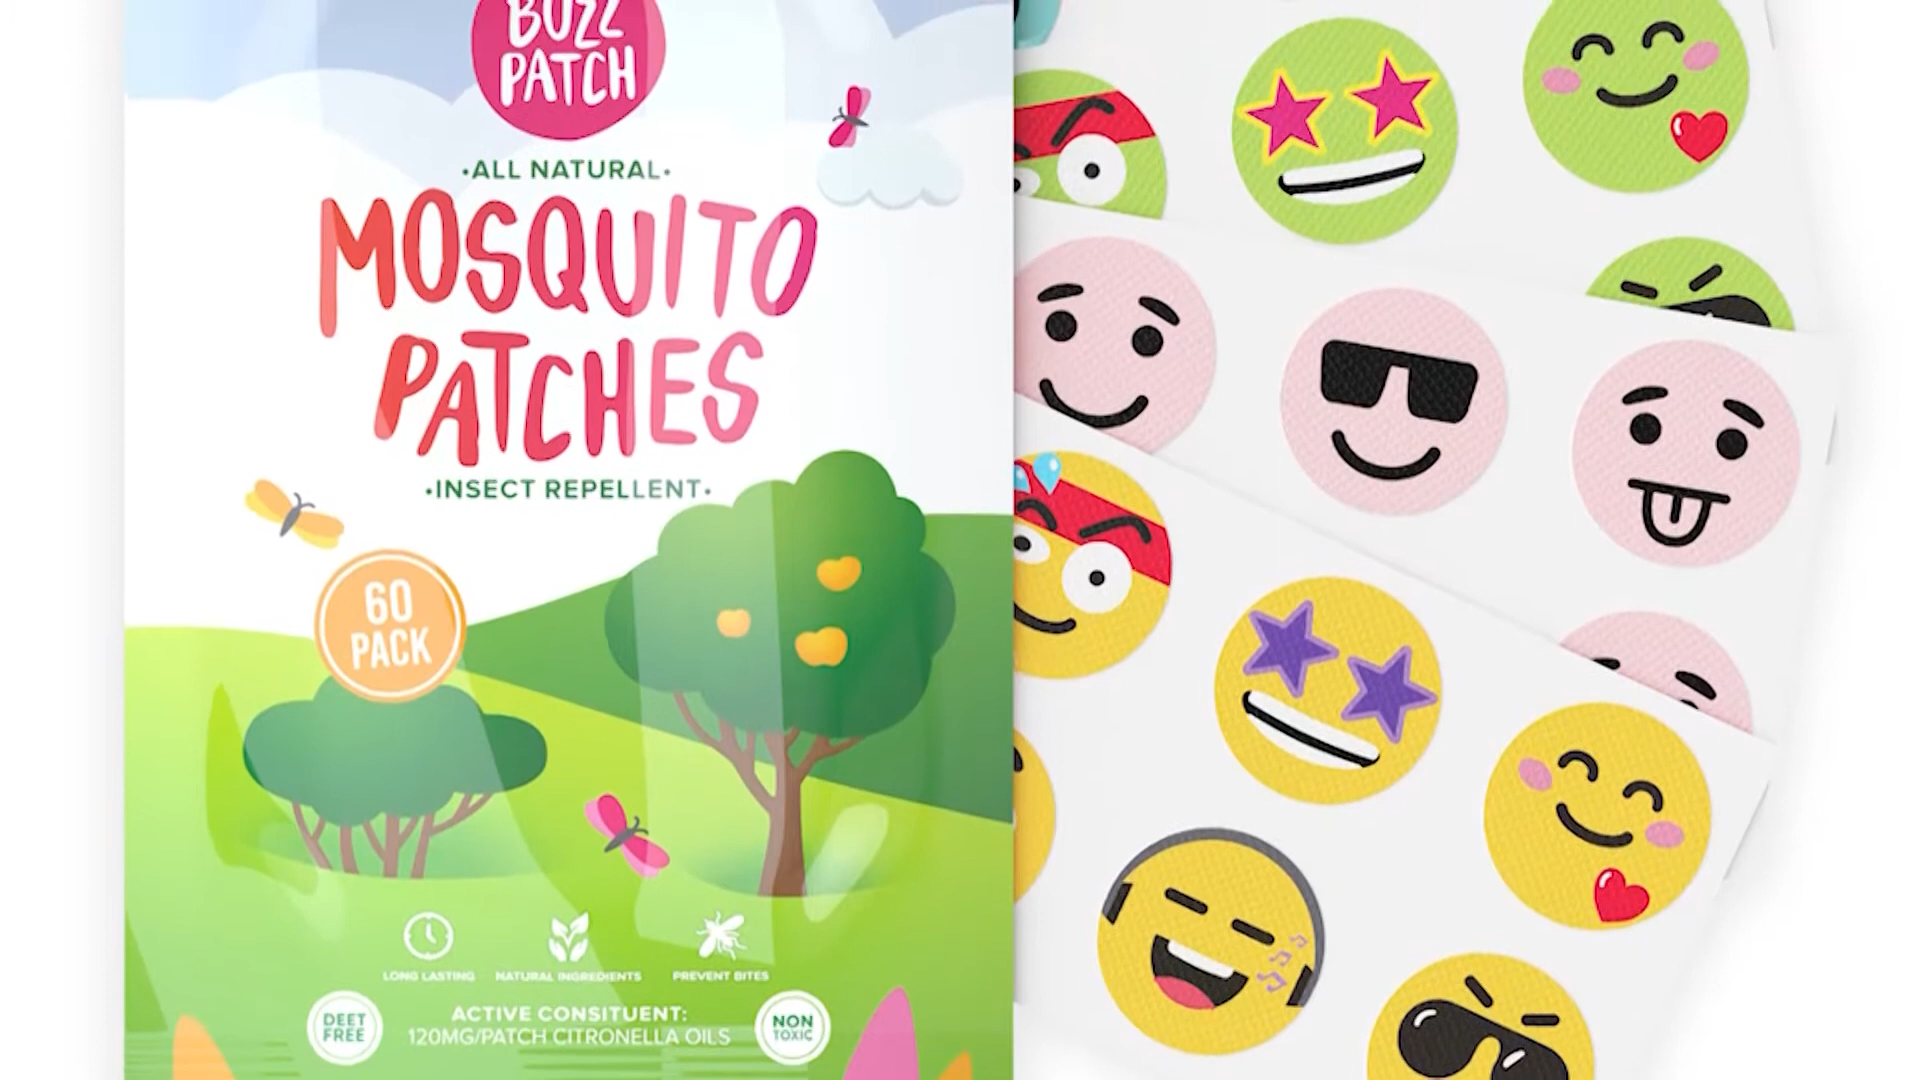 BUZZ
PATCH
·ALL NATURAL·
MOSQUITO
PATCHES
·INSECT REPELLENT·
60
PACK
LONG LASTING
NATURAL INGREDIENTS
PREVENT BITES
DEET
FREE
ACTIVE CONSITUENT:
120MG/PATCH CITRONELLA OILS
NON
TOXIC